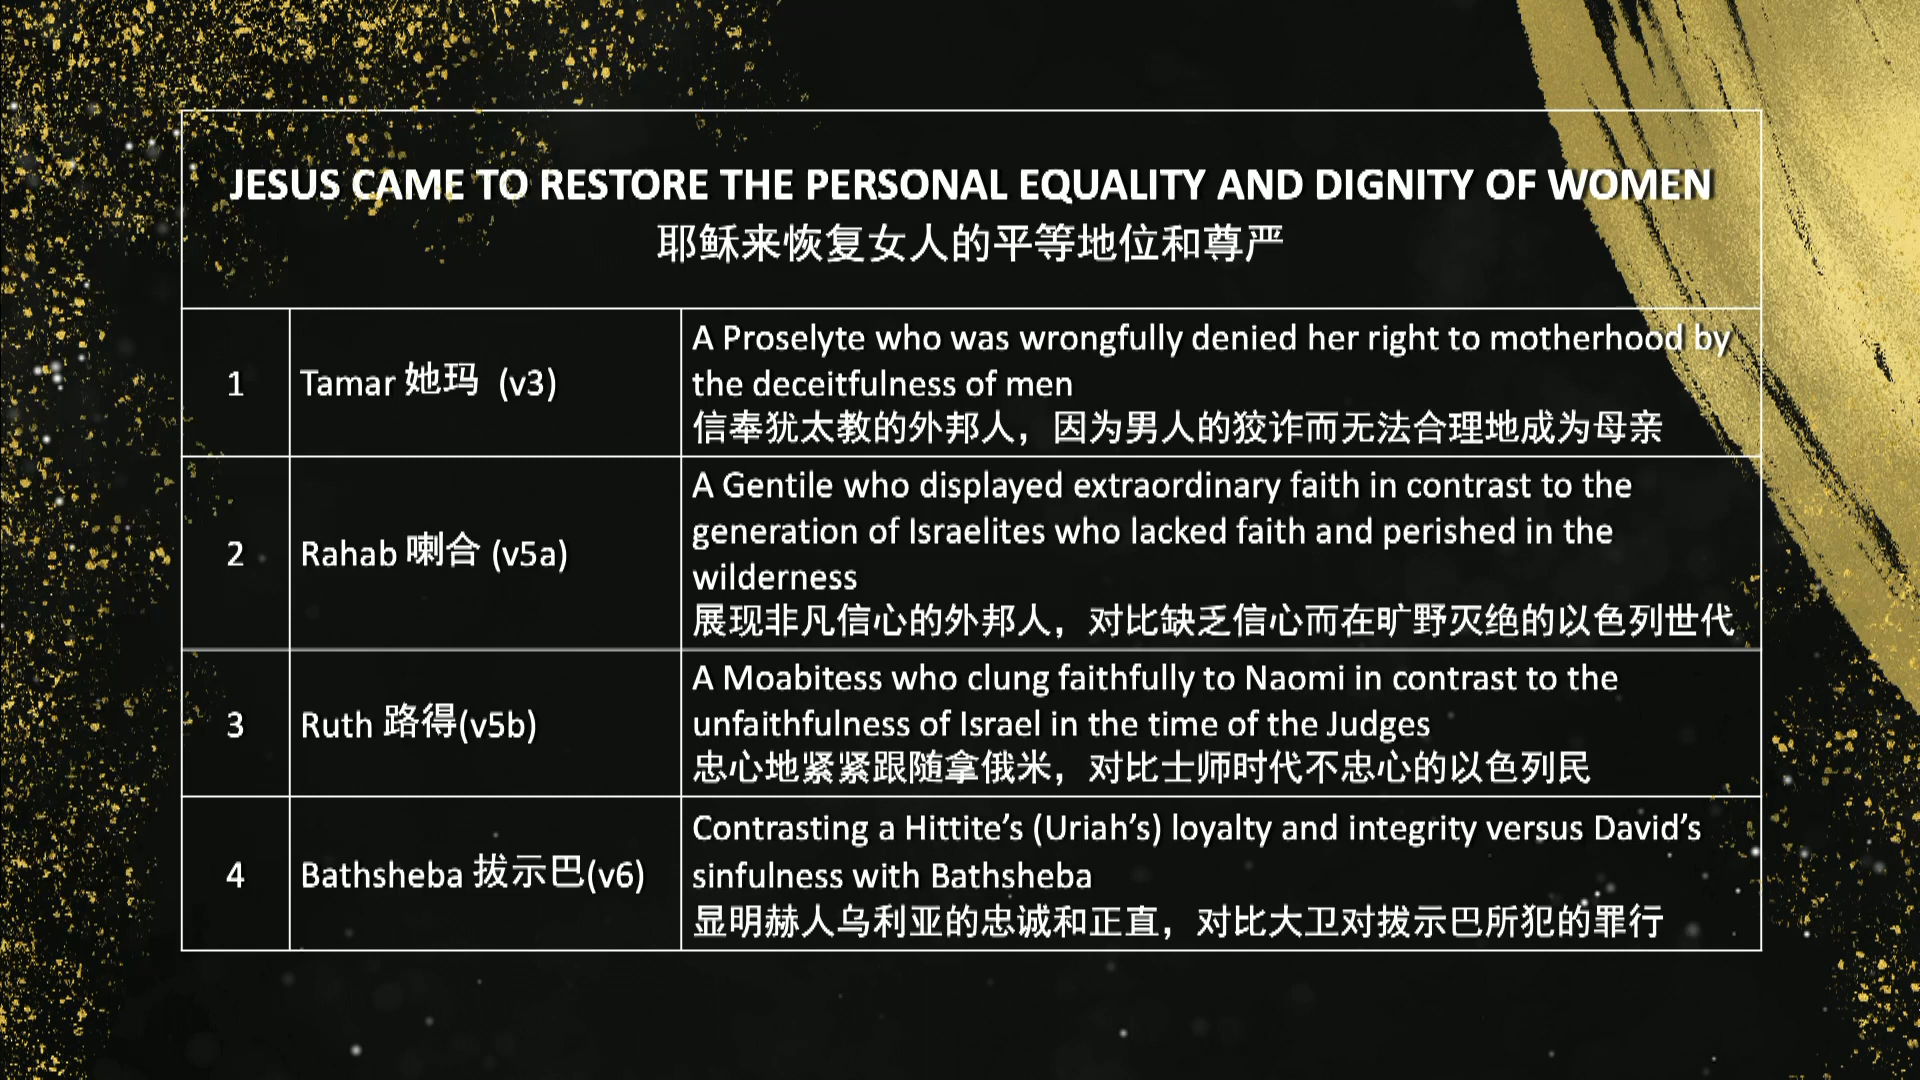 JESUS CAME TO RESTORE THE PERSONAL EQUALITY AND DIGNITY OF WOMEN
耶稣来恢复女人的平等地位和尊严
1
Tamar 她玛 (v3)
A Proselyte who was wrongfully denied her right to motherhood by
the deceitfulness of men
信奉犹太教的外邦人，因为男人的狡诈而无法合理地成为母亲
2
Rahab 喇合 (v5a)
A Gentile who displayed extraordinary faith in contrast to the
generation of Israelites who lacked faith and perished in the
wilderness
展现非凡信心的外邦人，对比缺乏信心而在旷野灭绝的以色列世代
3
Ruth 路得(v5b)
A Moabitess who clung faithfully to Naomi in contrast to the
unfaithfulness of Israel in the time of the Judges
忠心地紧紧跟随拿俄米，对比士师时代不忠心的以色列民
4
Bathsheba 拔示巴(v6)
Contrasting a Hittite’s (Uriah’s) loyalty and integrity versus David’s
sinfulness with Bathsheba
显明赫人乌利亚的忠诚和正直，对比大卫对拔示巴所犯的罪行